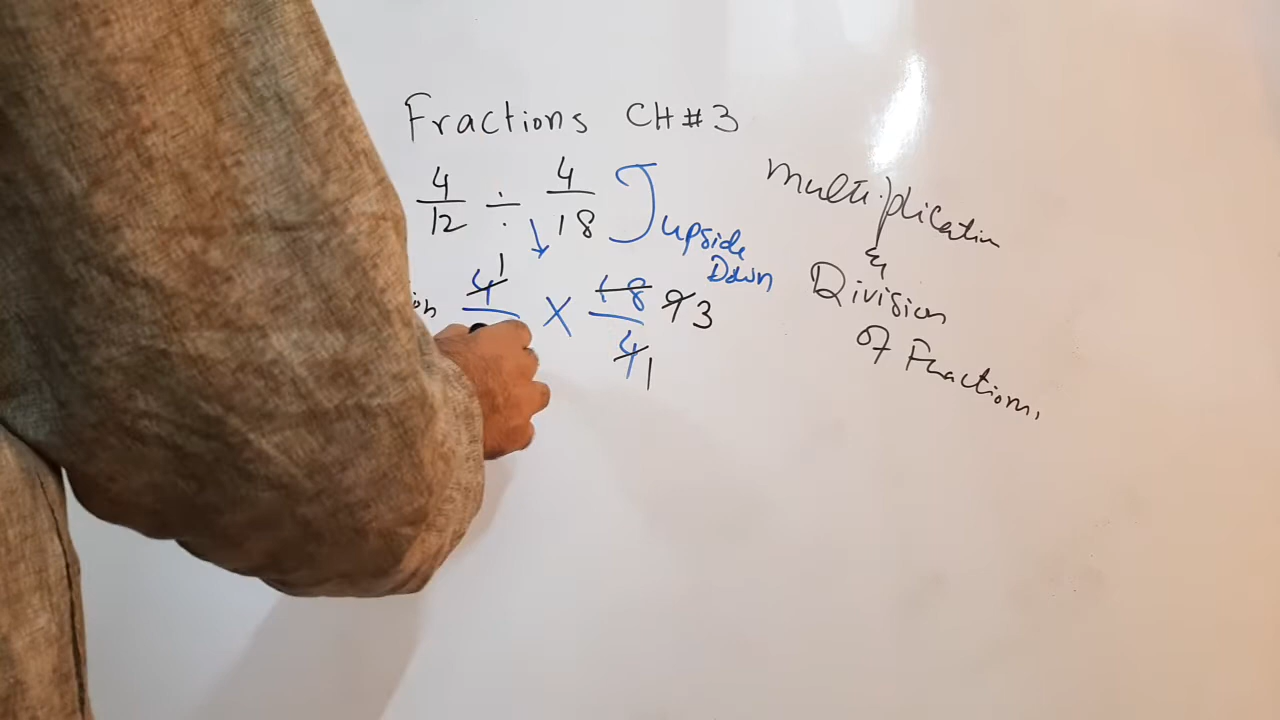 Fractions CH#3
4/12 ÷ 4/18 upside Down
4 1 × 18 9 3
4 1
Multiplication
&
Division
of Fractions,